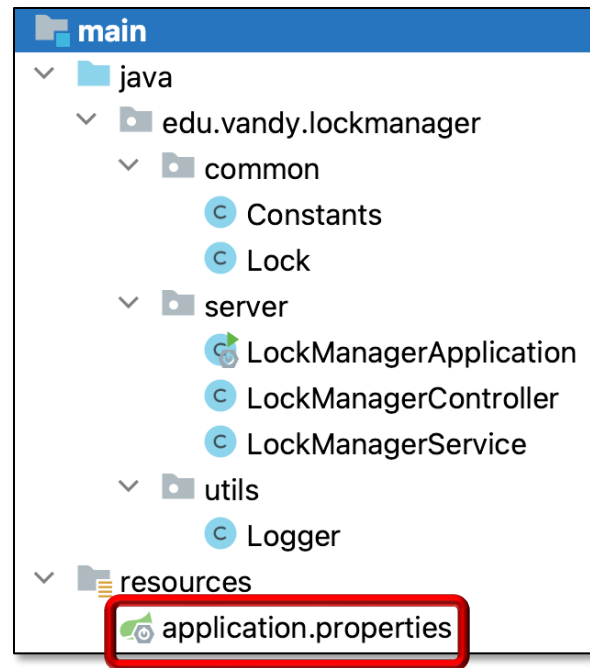 main
java
edu.vandy.lockmanager
common
Constants
Lock
server
LockManagerApplication
LockManagerController
LockManagerService
utils
Logger
resources
application.properties